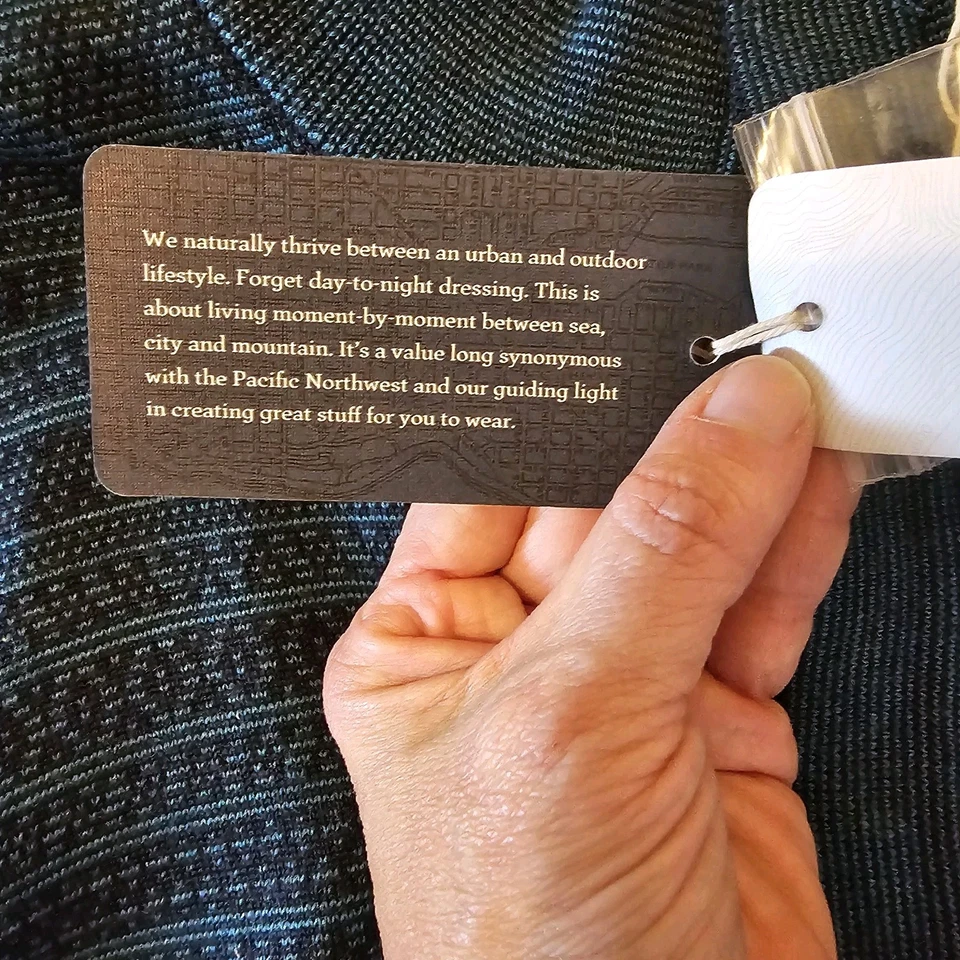 We naturally thrive between an urban and outdoor
lifestyle. Forget day-to-night dressing. This is
about living moment-by-moment between sea,
city and mountain. It's a value long synonymous
with the Pacific Northwest and our guiding light
in creating great stuff for you to wear.